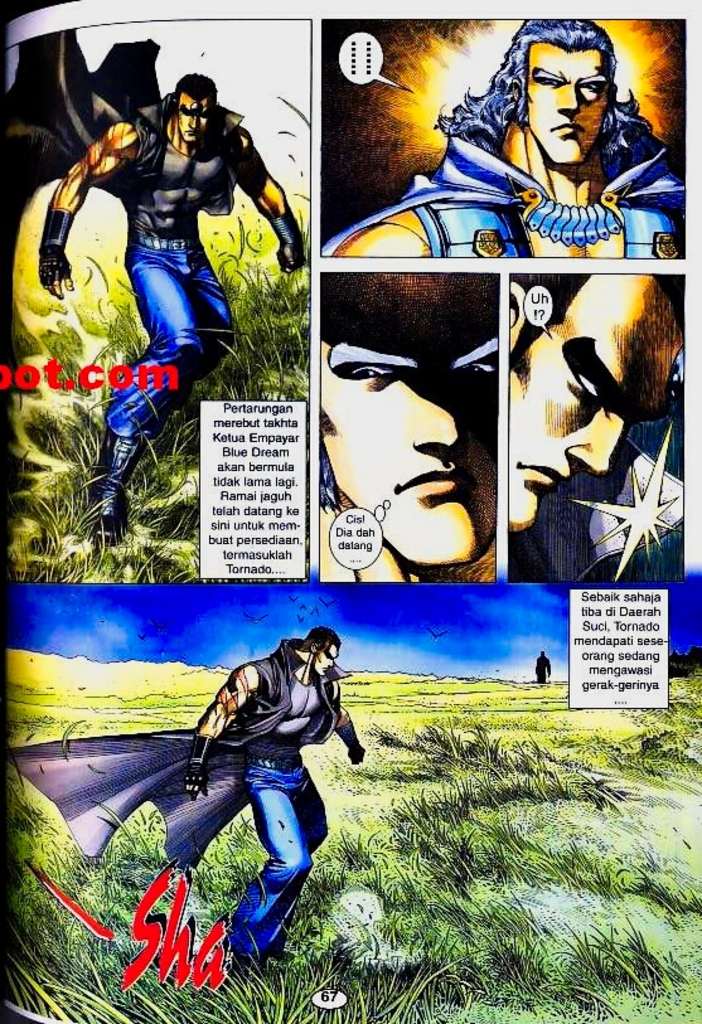 !!
Pertarungan
merebut takhta
Ketua Empayar
Blue Dream
akan bermula
tidak lama lagi.
Ramai jaguh
telah datang ke
sini untuk mem-
buat persediaan,
termasuklah
Tornado....
Cis!
Dia dah
datang
....
Uh
!?
Sebaik sahaja
tiba di Daerah
Suci, Tornado
mendapati sese-
orang sedang
mengawasi
gerak-gerinya
....
Sha
67
pot.com